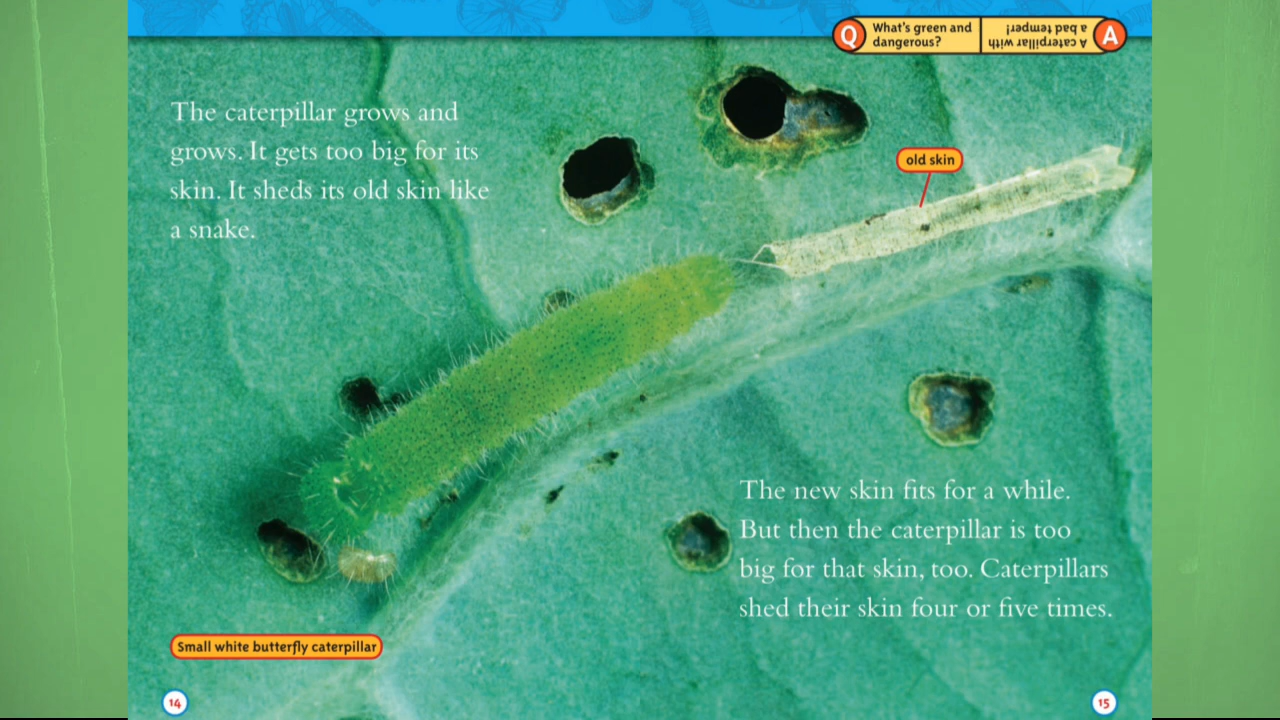 Q
What's green and
dangerous?
A caterpillar with
a bad temper!
A
The caterpillar grows and
grows. It gets too big for its
skin. It sheds its old skin like
a snake.
old skin
The new skin fits for a while.
But then the caterpillar is too
big for that skin, too. Caterpillars
shed their skin four or five times.
Small white butterfly caterpillar
14
15